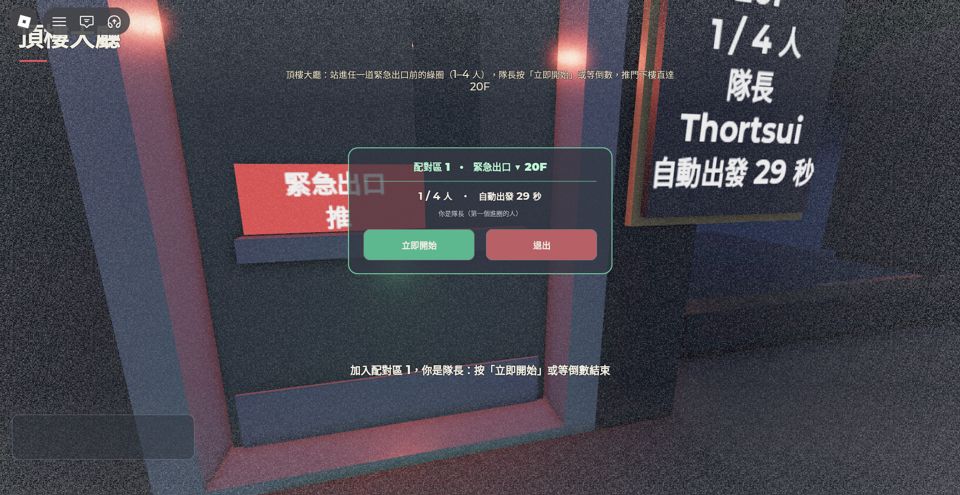 頂樓大廳
頂樓大廳：站進任一道緊急出口前的綠圈（1–4 人），隊長按「立即開始」或等倒數，推門下樓直達
20F
1 / 4 人
隊長
Thortsui
自動出發 29 秒
緊急出口
推
配對區 1 • 緊急出口 ▼ 20F
1 / 4 人 • 自動出發 29 秒
你是隊長（第一個進圈的人）
立即開始
退出
加入配對區 1，你是隊長：按「立即開始」或等倒數結束